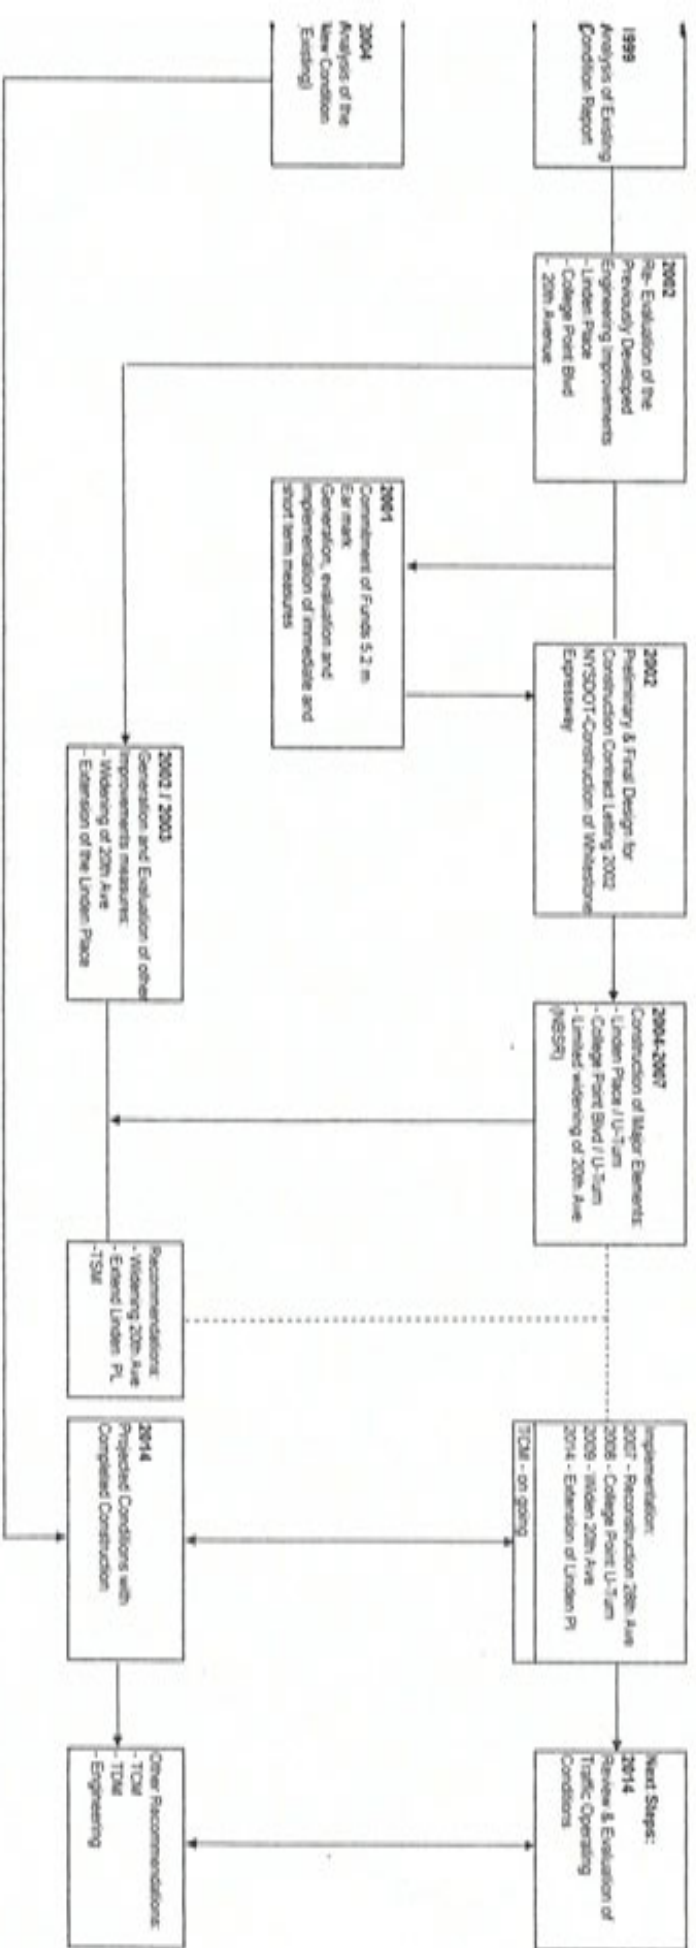 1999
Analysis of Existing
Condition Report
2002
Re- Evaluation of the
Previously Developed
Engineering Improvements
- Linden Place
- College Point Blvd
- 20th Avenue
2002
Preliminary & Final Design for
Construction Contract Letting 2002
NYSDOT-Construction of Whitestone
Expressway
2004-2007
Construction of Major Elements:
- Linden Place / U-Turn
- College Point Blvd / U-Turn
- Limited widening of 20th Ave
(NBSR)
Implementation:
2007 - Reconstruction 28th Ave
2008 - College Point U-Turn
2009 - Widen 20th Ave
2014 - Extension of Linden Pl
TDM - on going
Next Steps:
2014
Review & Evaluation of
Traffic Operating
Conditions
2004
Analysis of the
New Condition
(Existing)
2001
Commitment of Funds 5.2 m
Ear mark
Generation, evaluation and
implementation of immediate and
short term measures
2002 / 2003
Generation and Evaluation of other
improvements measures:
- Widening of 20th Ave
- Extension of the Linden Place
Recommendations:
- Widening 20th Ave
- Extend Linden PL
-TSM
2014
Projected Conditions with
Completed Construction
Other Recommendations:
- TCM
- TDM
- Engineering